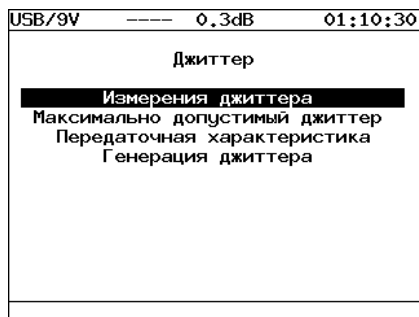 USB/9V ---- 0.3dB 01:10:30
Джиттер
Измерения джиттера
Максимально допустимый джиттер
Передаточная характеристика
Генерация джиттера